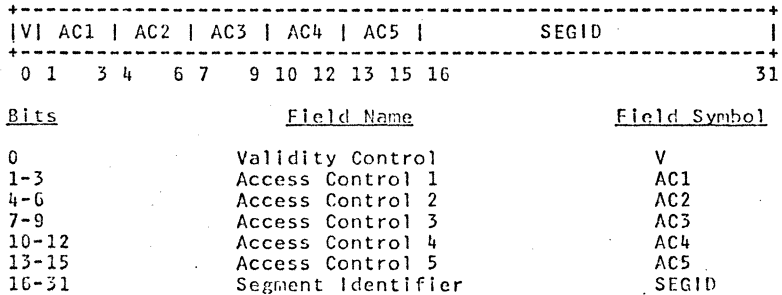 +-----------------------------------------------------------+
|V| AC1 | AC2 | AC3 | AC4 | AC5 | SEGID |
+-----------------------------------------------------------+
0 1 3 4 6 7 9 10 12 13 15 16 31
Bits Field Name Field Symbol
0 Validity Control V
1-3 Access Control 1 AC1
4-6 Access Control 2 AC2
7-9 Access Control 3 AC3
10-12 Access Control 4 AC4
13-15 Access Control 5 AC5
16-31 Segment Identifier SEGID